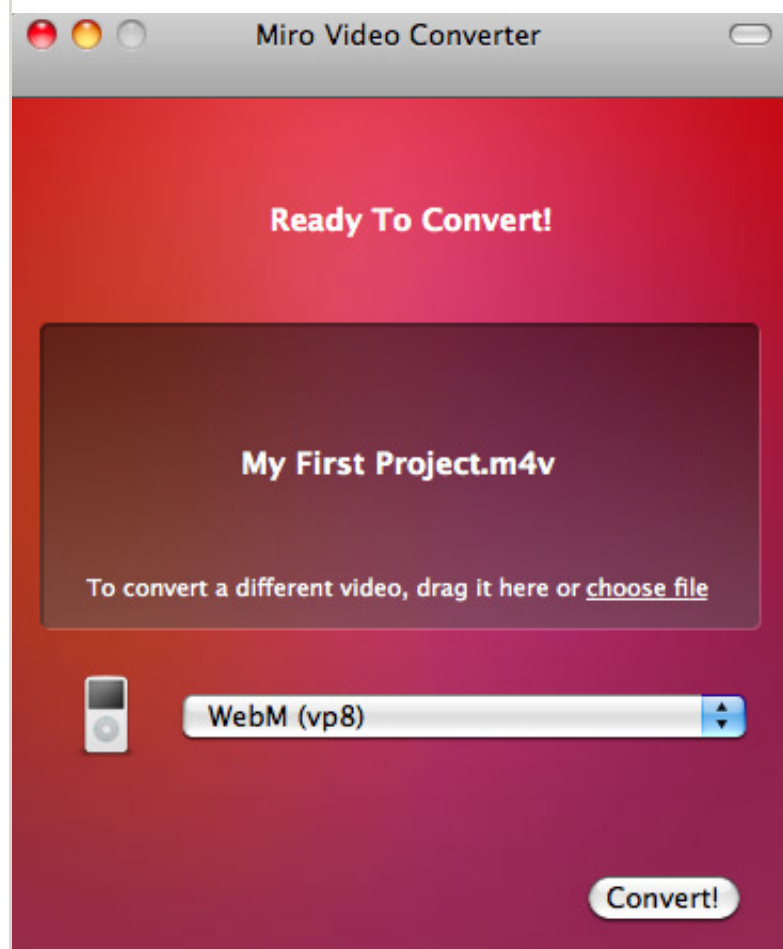 Miro Video Converter
Ready To Convert!
My First Project.m4v
To convert a different video, drag it here or choose file
WebM (vp8)
Convert!